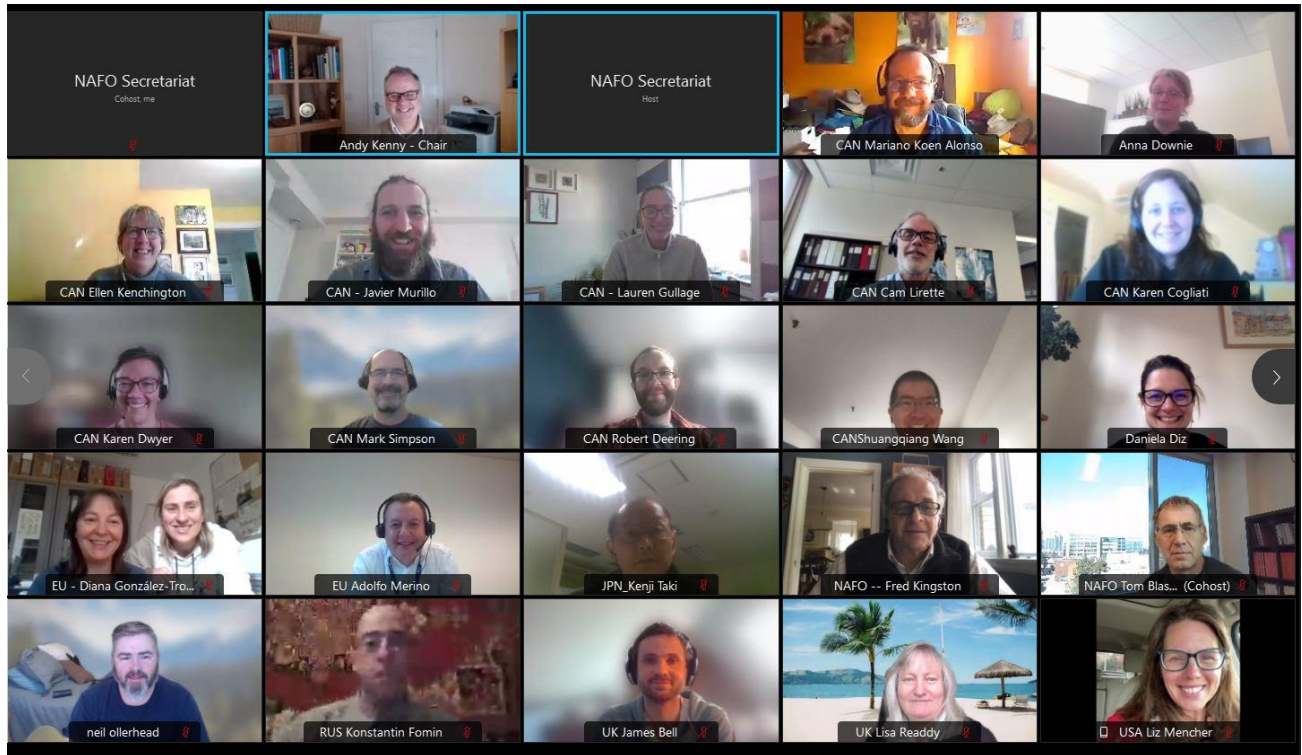 NAFO Secretariat
Cohost, me
Andy Kenny - Chair
NAFO Secretariat
Host
CAN Mariano Koen Alonso
Anna Downie
CAN Ellen Kenchington
CAN - Javier Murillo
CAN - Lauren Gullage
CAN Cam Lirette
CAN Karen Cogliati
CAN Karen Dwyer
CAN Mark Simpson
CAN Robert Deering
CANShuangqiang Wang
Daniela Diz
EU - Diana González-Tro...
EU Adolfo Merino
JPN_Kenji Taki
NAFO -- Fred Kingston
NAFO Tom Blas... (Cohost)
neil ollerhead
RUS Konstantin Fomin
UK James Bell
UK Lisa Readdy
USA Liz Mencher